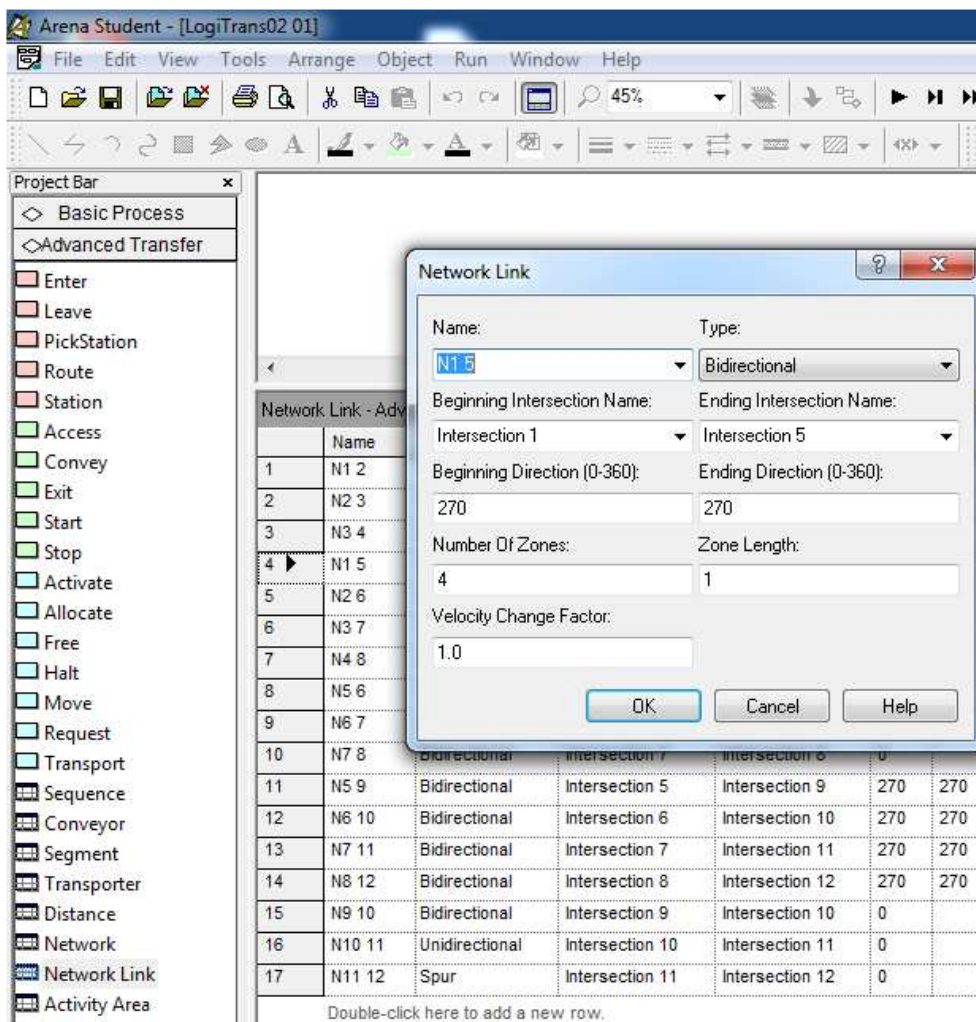 Arena Student - [LogiTrans02 01]
File Edit View Tools Arrange Object Run Window Help
45%
A A
Project Bar x
Basic Process
Advanced Transfer
Enter
Leave
PickStation
Route
Station
Access
Convey
Exit
Start
Stop
Activate
Allocate
Free
Halt
Move
Request
Transport
Sequence
Conveyor
Segment
Transporter
Distance
Network
Network Link
Activity Area
Network Link
Name: Type:
N1 5 Bidirectional
Beginning Intersection Name: Ending Intersection Name:
Intersection 1 Intersection 5
Beginning Direction (0-360): Ending Direction (0-360):
270 270
Number Of Zones: Zone Length:
4 1
Velocity Change Factor:
1.0
OK Cancel Help
Network Link - Adv
Name
1 N1 2
2 N2 3
3 N3 4
4 N1 5
5 N2 6
6 N3 7
7 N4 8
8 N5 6
9 N6 7
10 N7 8 Bidirectional Intersection 7 Intersection 8 0
11 N5 9 Bidirectional Intersection 5 Intersection 9 270 270
12 N6 10 Bidirectional Intersection 6 Intersection 10 270 270
13 N7 11 Bidirectional Intersection 7 Intersection 11 270 270
14 N8 12 Bidirectional Intersection 8 Intersection 12 270 270
15 N9 10 Bidirectional Intersection 9 Intersection 10 0
16 N10 11 Unidirectional Intersection 10 Intersection 11 0
17 N11 12 Spur Intersection 11 Intersection 12 0
Double-click here to add a new row.